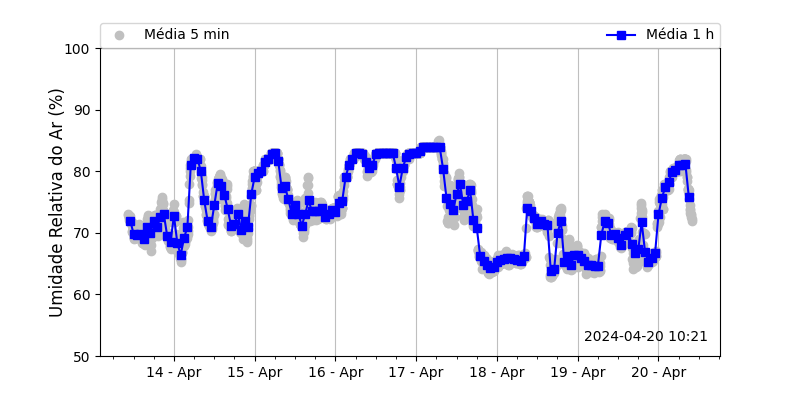 Média 5 min
Média 1 h
Umidade Relativa do Ar (%)
100
90
80
70
60
50
2024-04-20 10:21
14 - Apr
15 - Apr
16 - Apr
17 - Apr
18 - Apr
19 - Apr
20 - Apr